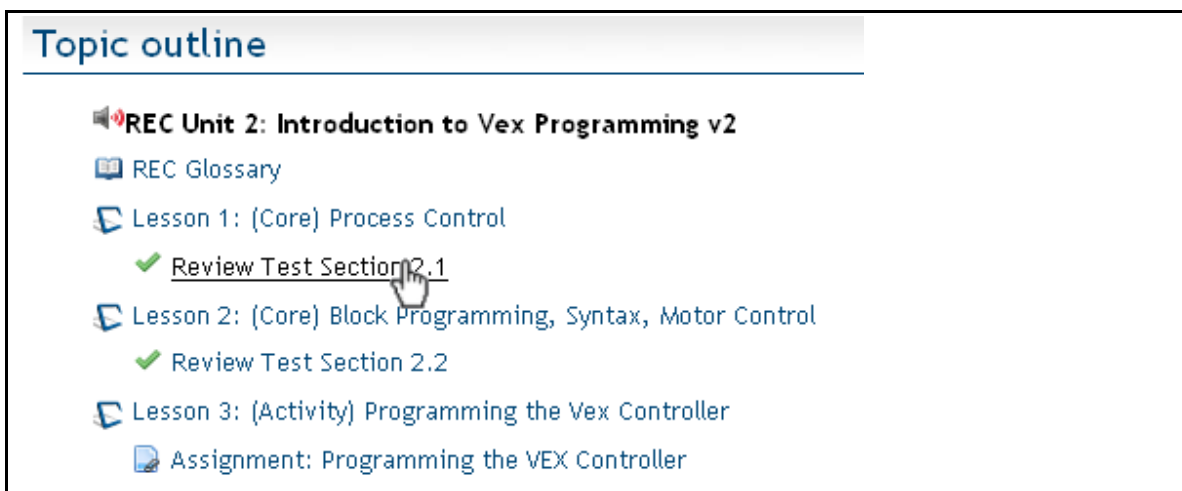 Topic outline
REC Unit 2: Introduction to Vex Programming v2
REC Glossary
Lesson 1: (Core) Process Control
Review Test Section 2.1
Lesson 2: (Core) Block Programming, Syntax, Motor Control
Review Test Section 2.2
Lesson 3: (Activity) Programming the Vex Controller
Assignment: Programming the VEX Controller